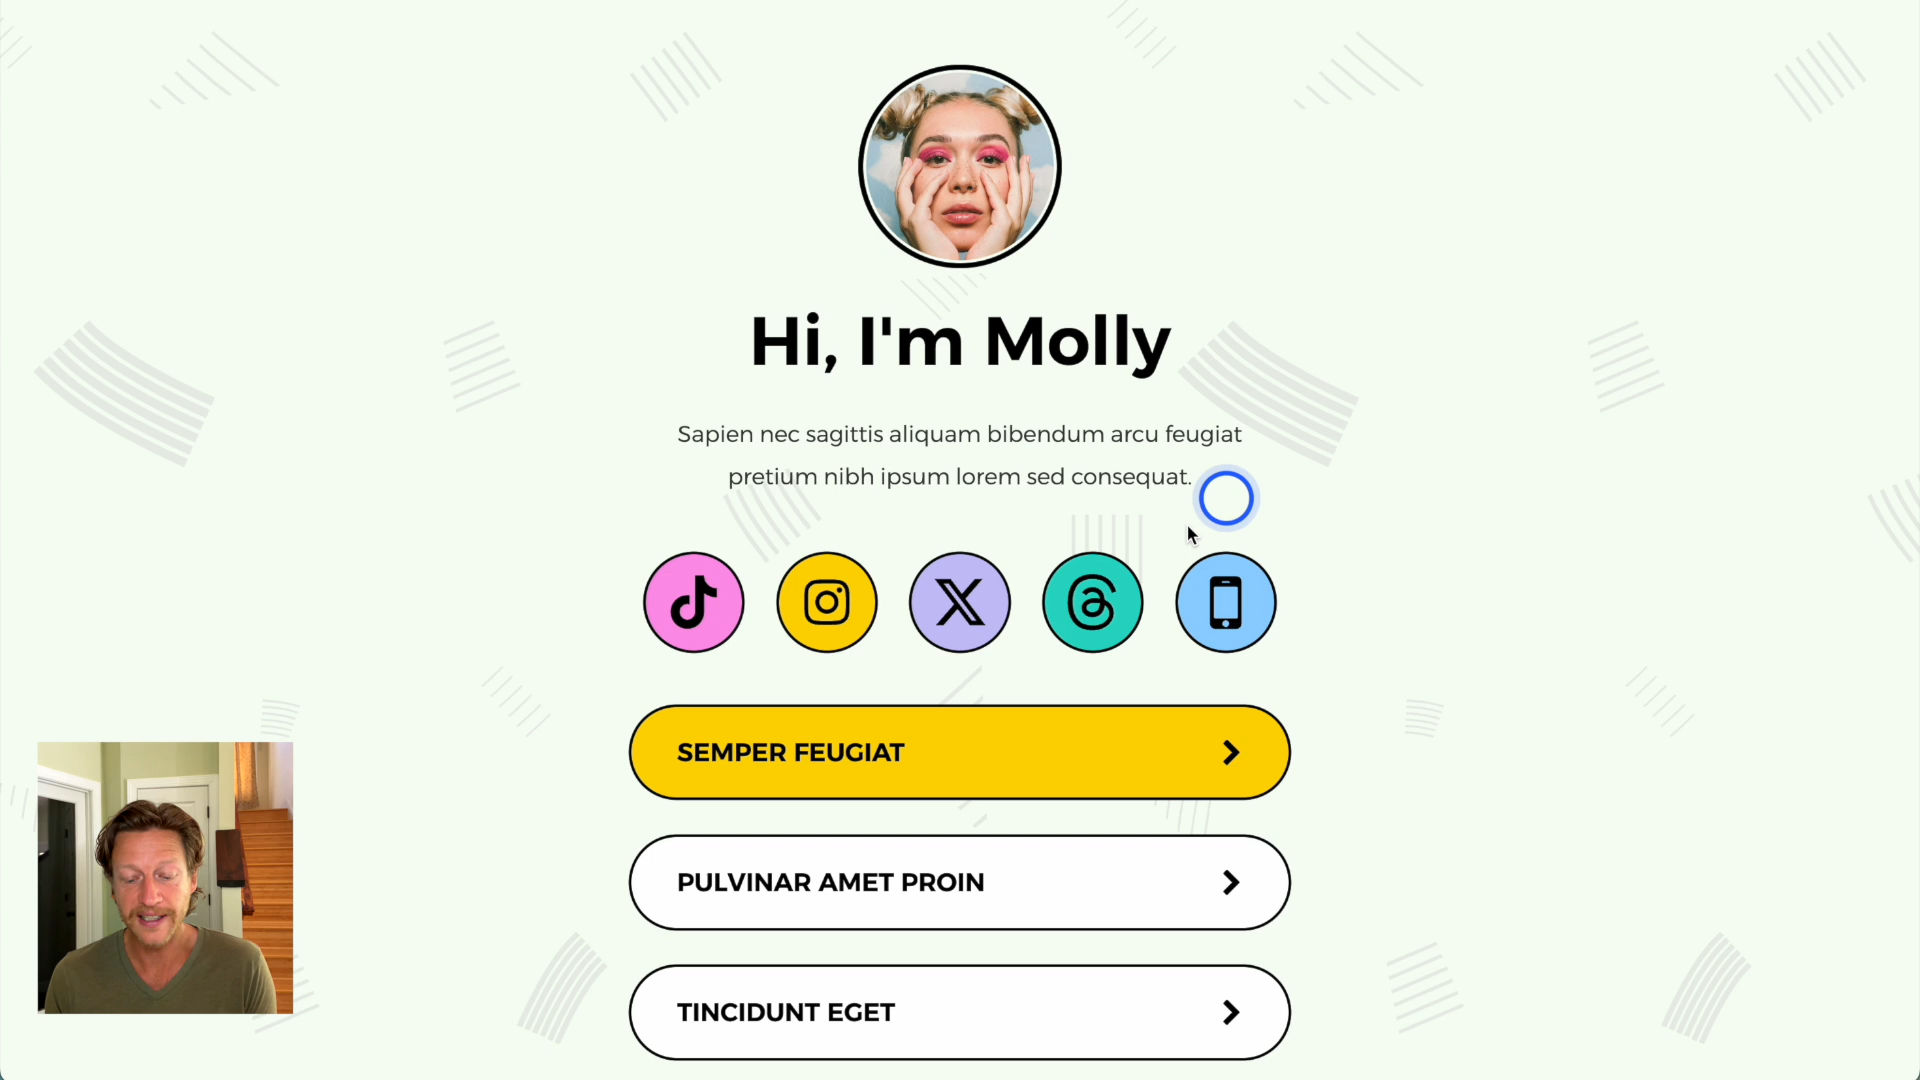 Hi, I'm Molly
Sapien nec sagittis aliquam bibendum arcu feugiat
pretium nibh ipsum lorem sed consequat.
SEMPER FEUGIAT
PULVINAR AMET PROIN
TINCIDUNT EGET